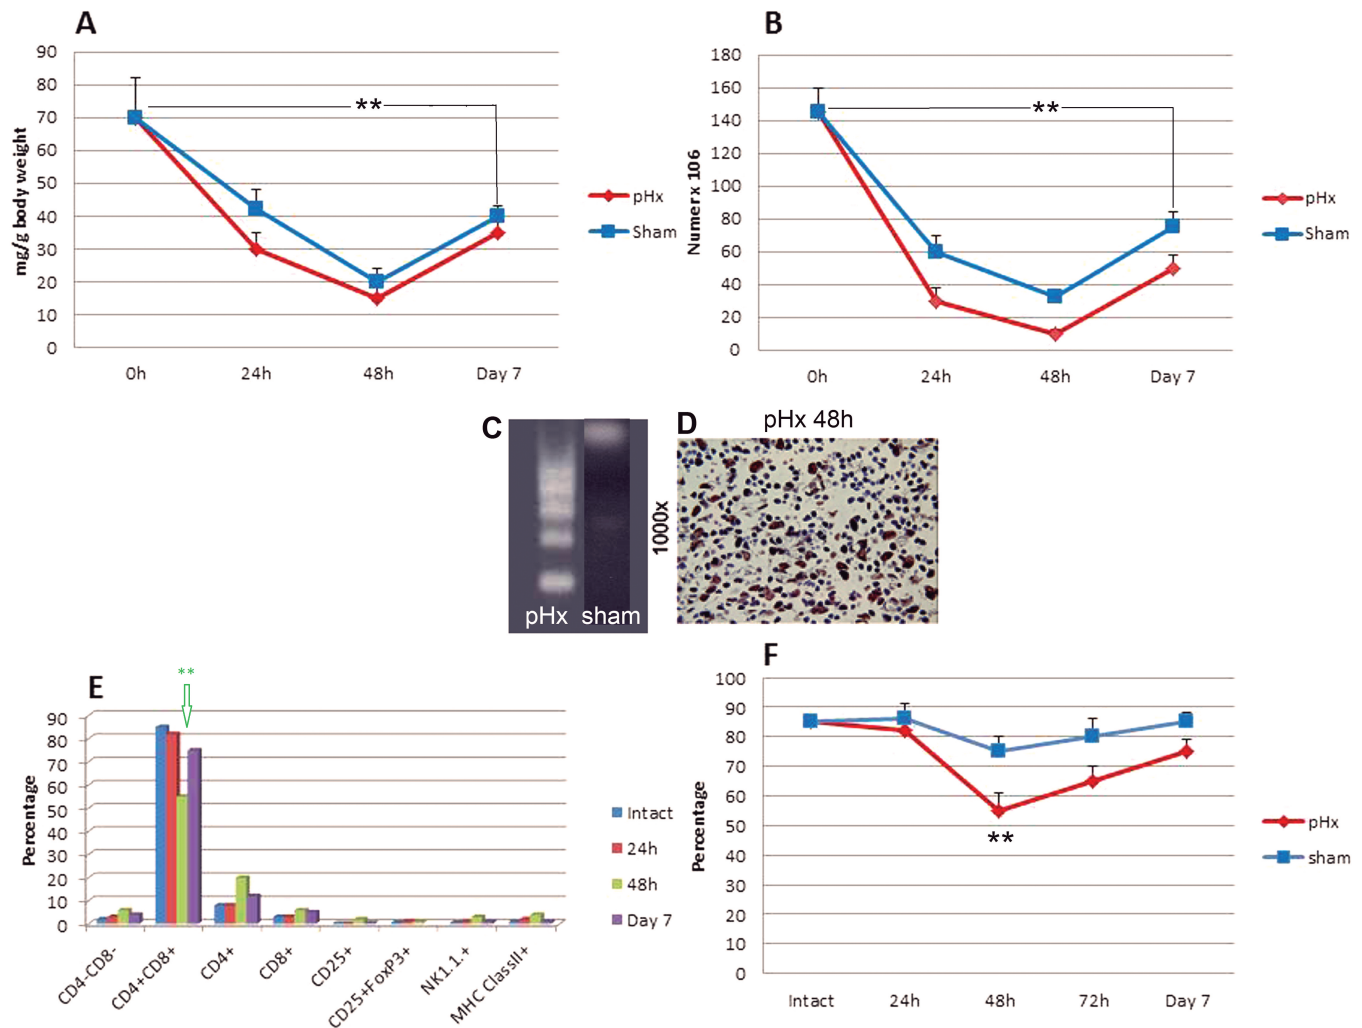 A
90
80
70
60
50
40
30
20
10
0
mg/g body weight
**
0h 24h 48h Day 7
pHx
Sham
B
180
160
140
120
100
80
60
40
20
0
Numer x 106
**
0h 24h 48h Day 7
pHx
Sham
C
pHx sham
D
pHx 48h
1000x
E
**
90
80
70
60
50
40
30
20
10
0
Percentage
CD4-CD8- CD4+CD8+ CD4+ CD8+ CD25+ CD25+FoxP3+ NK1.1.+ MHC ClassII+
Intact
24h
48h
Day 7
F
100
90
80
70
60
50
40
30
20
10
0
Percentage
**
Intact 24h 48h 72h Day 7
pHx
sham